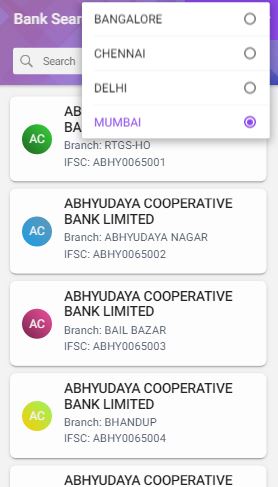 Bank Sear
BANGALORE
CHENNAI
Search
DELHI
MUMBAI
AC
Branch: RTGS-HO
IFSC: ABHY0065001
AC
ABHYUDAYA COOPERATIVE
BANK LIMITED
Branch: ABHYUDAYA NAGAR
IFSC: ABHY0065002
AC
ABHYUDAYA COOPERATIVE
BANK LIMITED
Branch: BAIL BAZAR
IFSC: ABHY0065003
AC
ABHYUDAYA COOPERATIVE
BANK LIMITED
Branch: BHANDUP
IFSC: ABHY0065004
ABHYUDAYA COOPERATIVE